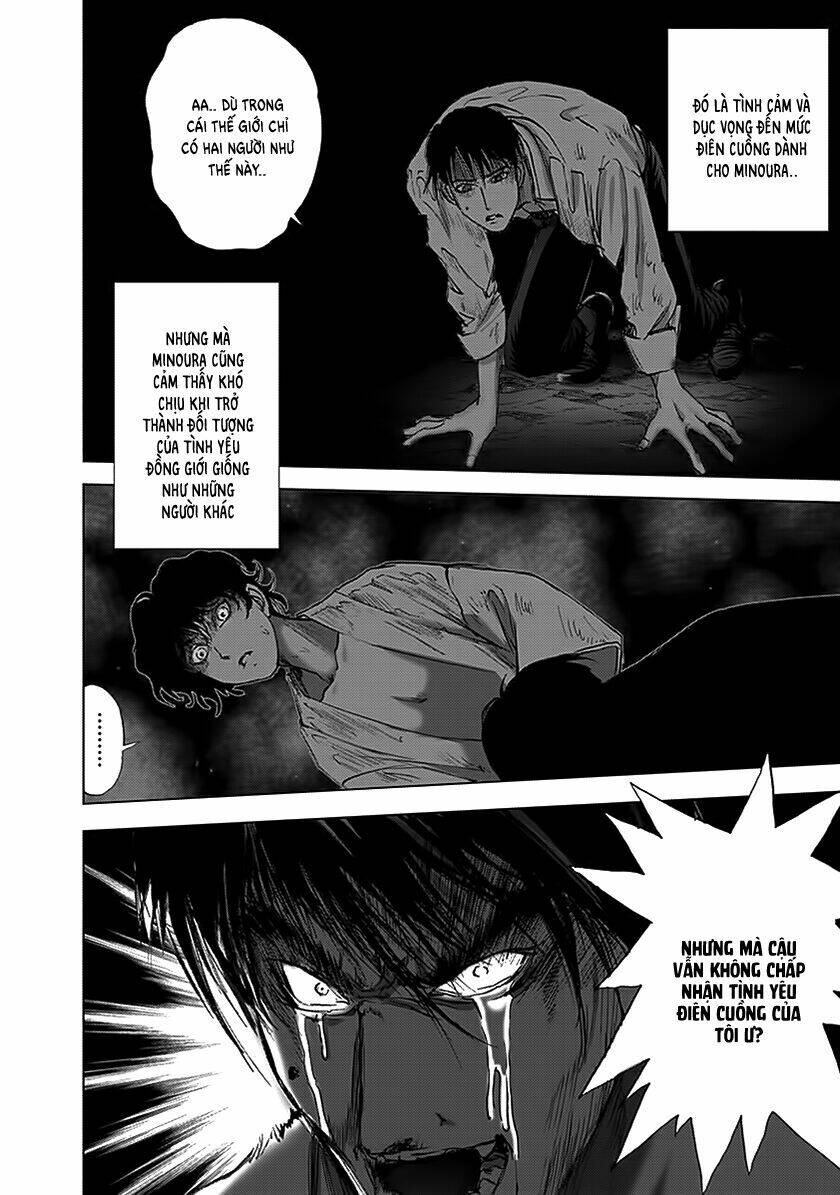 ĐÓ LÀ TÌNH CẢM VÀ
DỤC VỌNG ĐẾN MỨC
ĐIÊN CUỒNG DÀNH
CHO MINOURA..
AA.. DÙ TRONG
CÁI THẾ GIỚI CHỈ
CÓ HAI NGƯỜI NHƯ
THẾ NÀY..
NHƯNG MÀ
MINOURA CŨNG
CẢM THẤY KHÓ
CHỊU KHI TRỞ
THÀNH ĐỐI TƯỢNG
CỦA TÌNH YÊU
ĐỒNG GIỚI GIỐNG
NHƯ NHỮNG
NGƯỜI KHÁC
........
NHƯNG MÀ CẬU
VẪN KHÔNG CHẤP
NHẬN TÌNH YÊU
ĐIÊN CUỒNG CỦA
TÔI Ư?